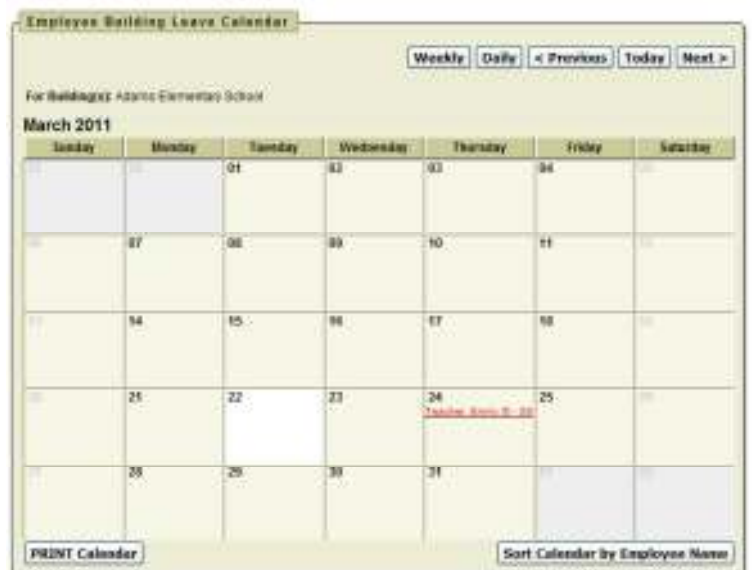 Employee Building Leave Calendar
Weekly Daily < Previous Today Next >
For Building(s): Adams Elementary School
March 2011
Sunday Monday Tuesday Wednesday Thursday Friday Saturday
01 02 03 04
07 08 09 10 11
14 15 16 17 18
21 22 23 24 25
28 29 30 31
PRINT Calendar Sort Calendar by Employee Name